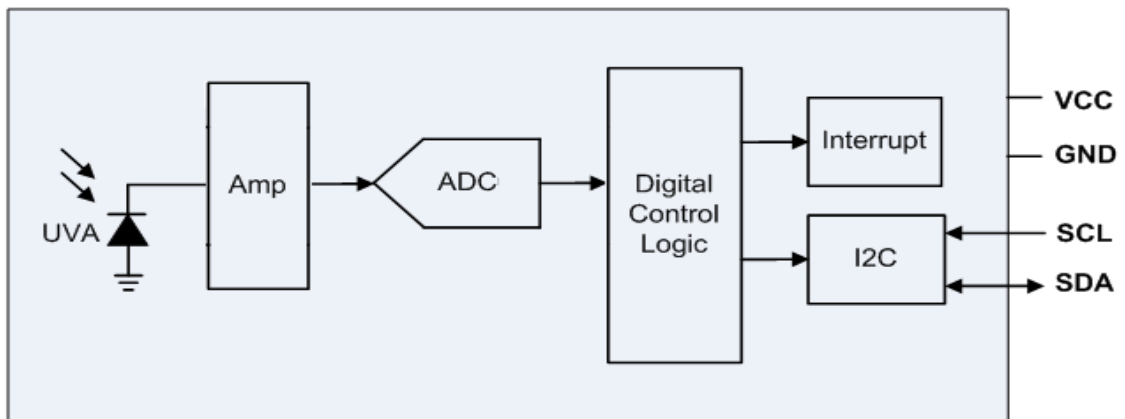 UVA
Amp
ADC
Digital
Control
Logic
Interrupt
I2C
VCC
GND
SCL
SDA